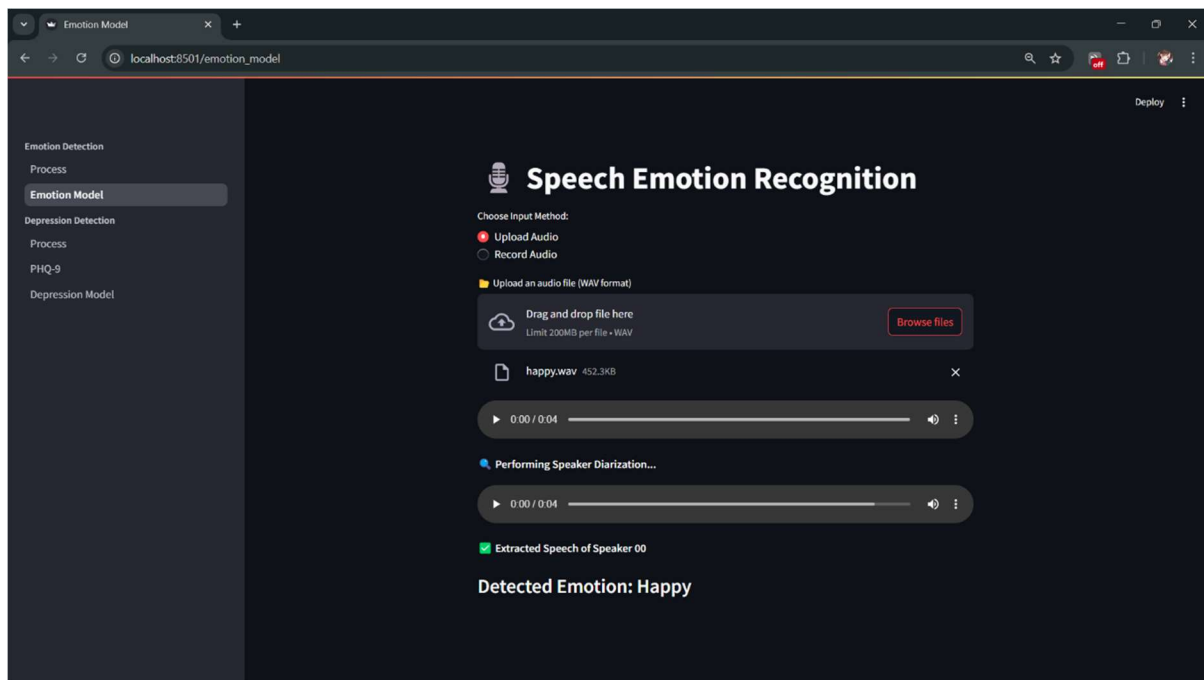 Emotion Model
localhost:8501/emotion_model
off
Deploy
Emotion Detection
Process
Emotion Model
Depression Detection
Process
PHQ-9
Depression Model
Speech Emotion Recognition
Choose Input Method:
Upload Audio
Record Audio
Upload an audio file (WAV format)
Drag and drop file here
Limit 200MB per file • WAV
Browse files
happy.wav 452.3KB
0:00 / 0:04
Performing Speaker Diarization...
0:00 / 0:04
Extracted Speech of Speaker 00
Detected Emotion: Happy